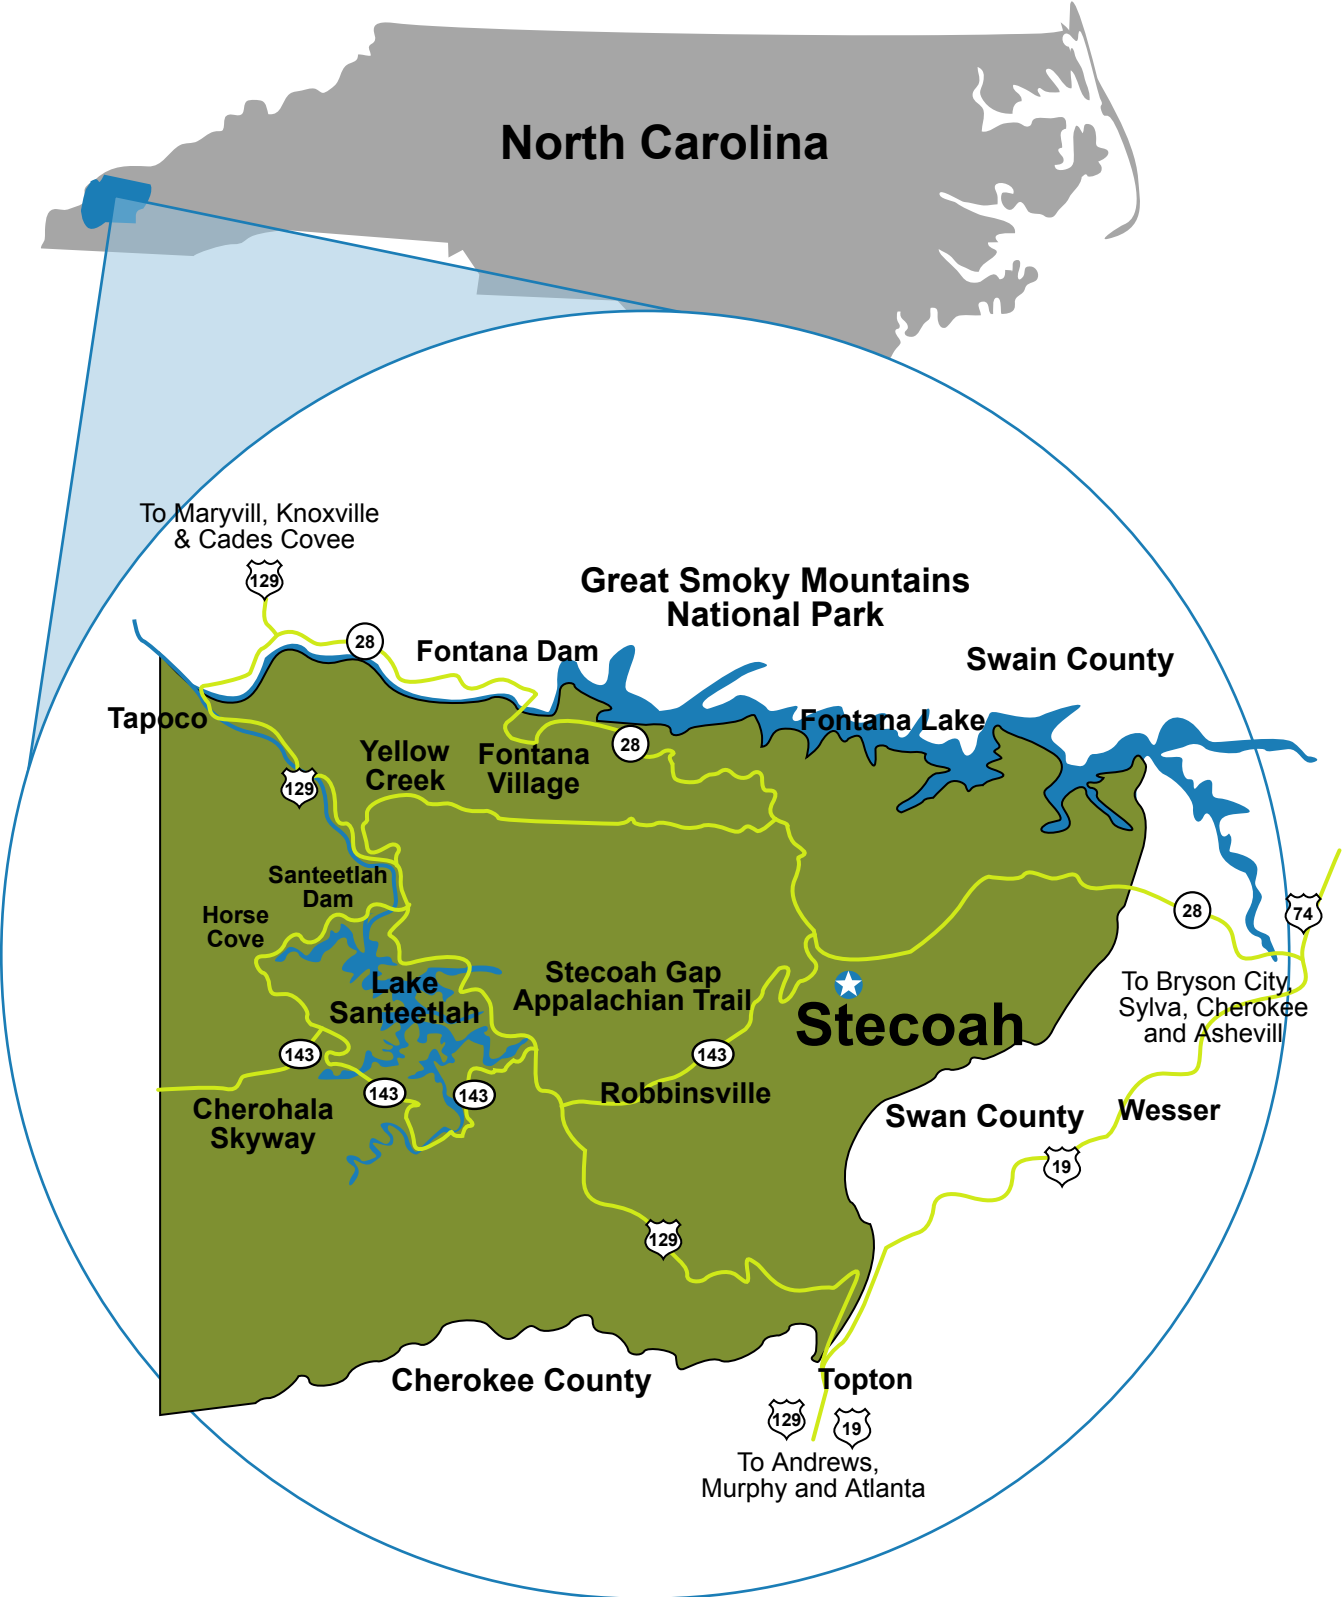 North Carolina
To Maryvill, Knoxville
& Cades Covee
129
Great Smoky Mountains
National Park
28
Fontana Dam
Swain County
Tapoco
Fontana Lake
28
Yellow
Creek
Fontana
Village
129
Santeetlah
Dam
Horse
Cove
28
74
Lake
Santeetlah
Stecoah Gap
Appalachian Trail
To Bryson City,
Sylva, Cherokee
and Ashevill
Stecoah
143
143
143
143
Robbinsville
Cherohala
Skyway
Swan County
Wesser
19
129
Cherokee County
Topton
129
19
To Andrews,
Murphy and Atlanta